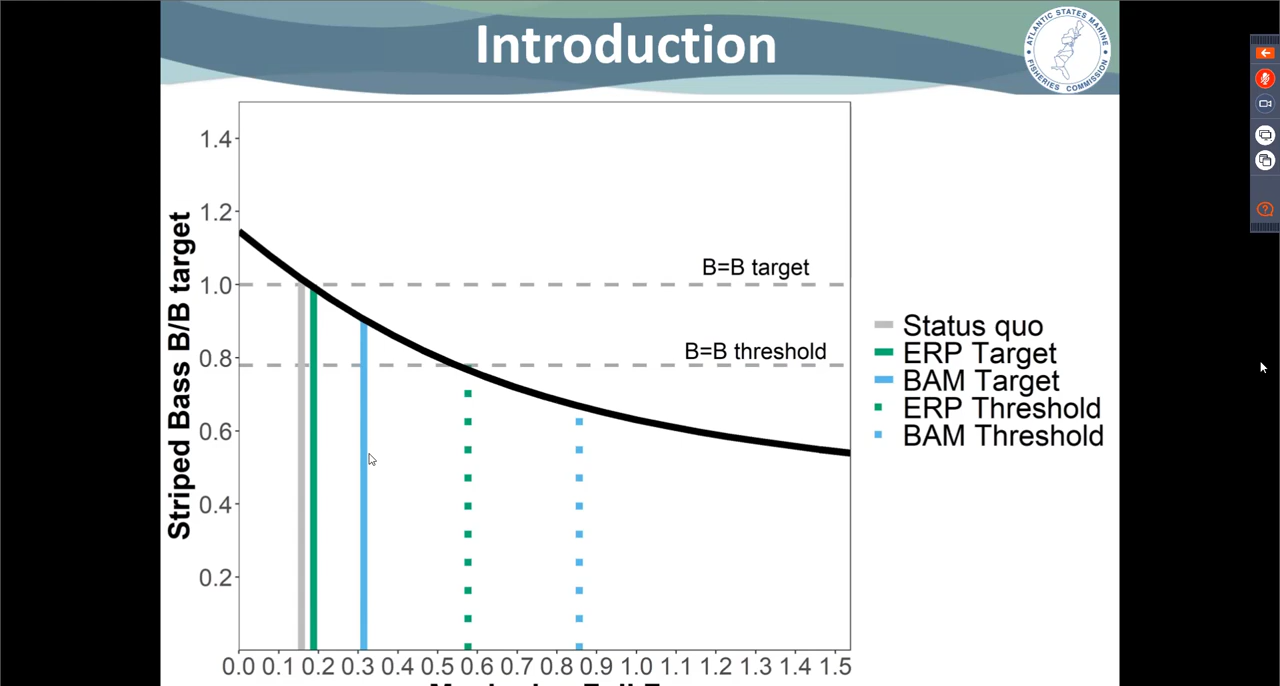 Introduction
ATLANTIC STATES MARINE
FISHERIES COMMISSION
Striped Bass B/B target
1.4
1.2
1.0
0.8
0.6
0.4
0.2
B=B target
B=B threshold
Status quo
ERP Target
BAM Target
ERP Threshold
BAM Threshold
0.0 0.1 0.2 0.3 0.4 0.5 0.6 0.7 0.8 0.9 1.0 1.1 1.2 1.3 1.4 1.5